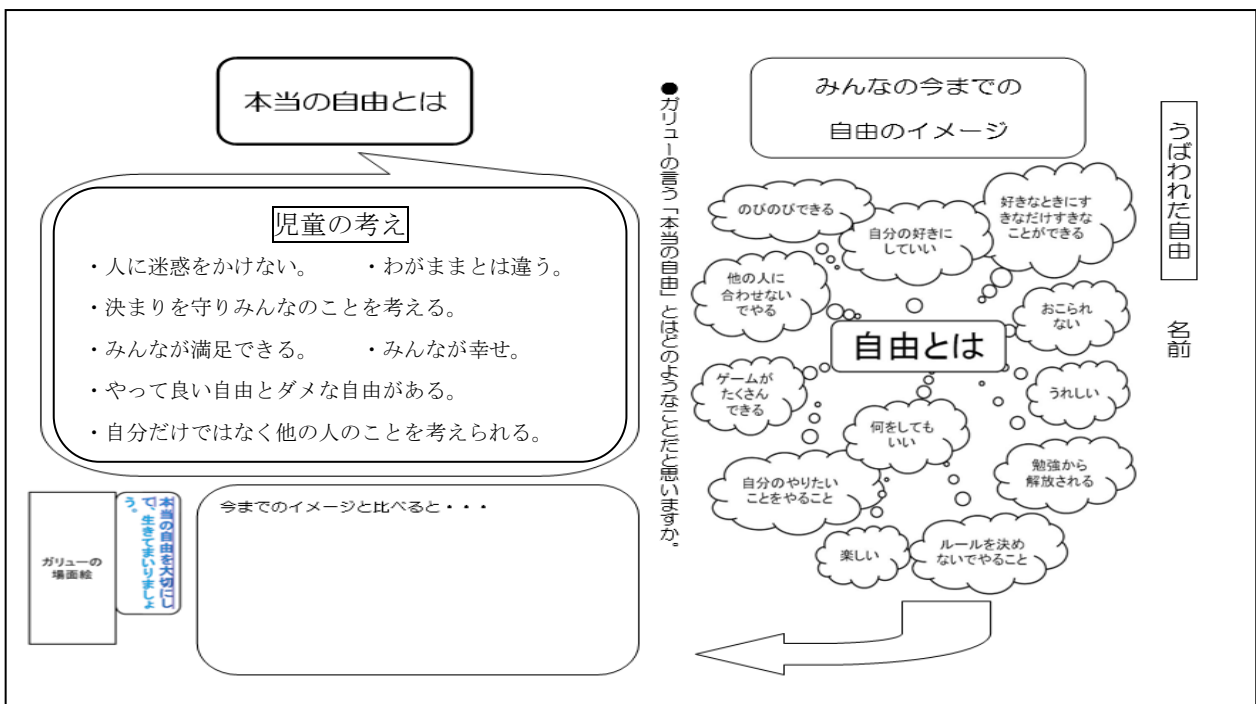 うばわれた自由
名前
みんなの今までの
自由のイメージ
のびのびできる
自分の好きに
していい
好きなときにす
きなだけすきな
ことができる
他の人に
合わせない
でやる
おこられ
ない
自由とは
ゲームが
たくさん
できる
うれしい
何をしても
いい
自分のやりたい
ことをやること
勉強から
解放される
楽しい
ルールを決め
ないでやること
●ガリューの言う「本当の自由」とはどのようなことだと思いますか。
本当の自由とは
児童の考え
・人に迷惑をかけない。　・わがままとは違う。
・決まりを守りみんなのことを考える。
・みんなが満足できる。　・みんなが幸せ。
・やって良い自由とダメな自由がある。
・自分だけではなく他の人のことを考えられる。
今までのイメージと比べると・・・
本当の自由を大切にし
て、生きてまいりましょ
う。
ガリューの
場面絵